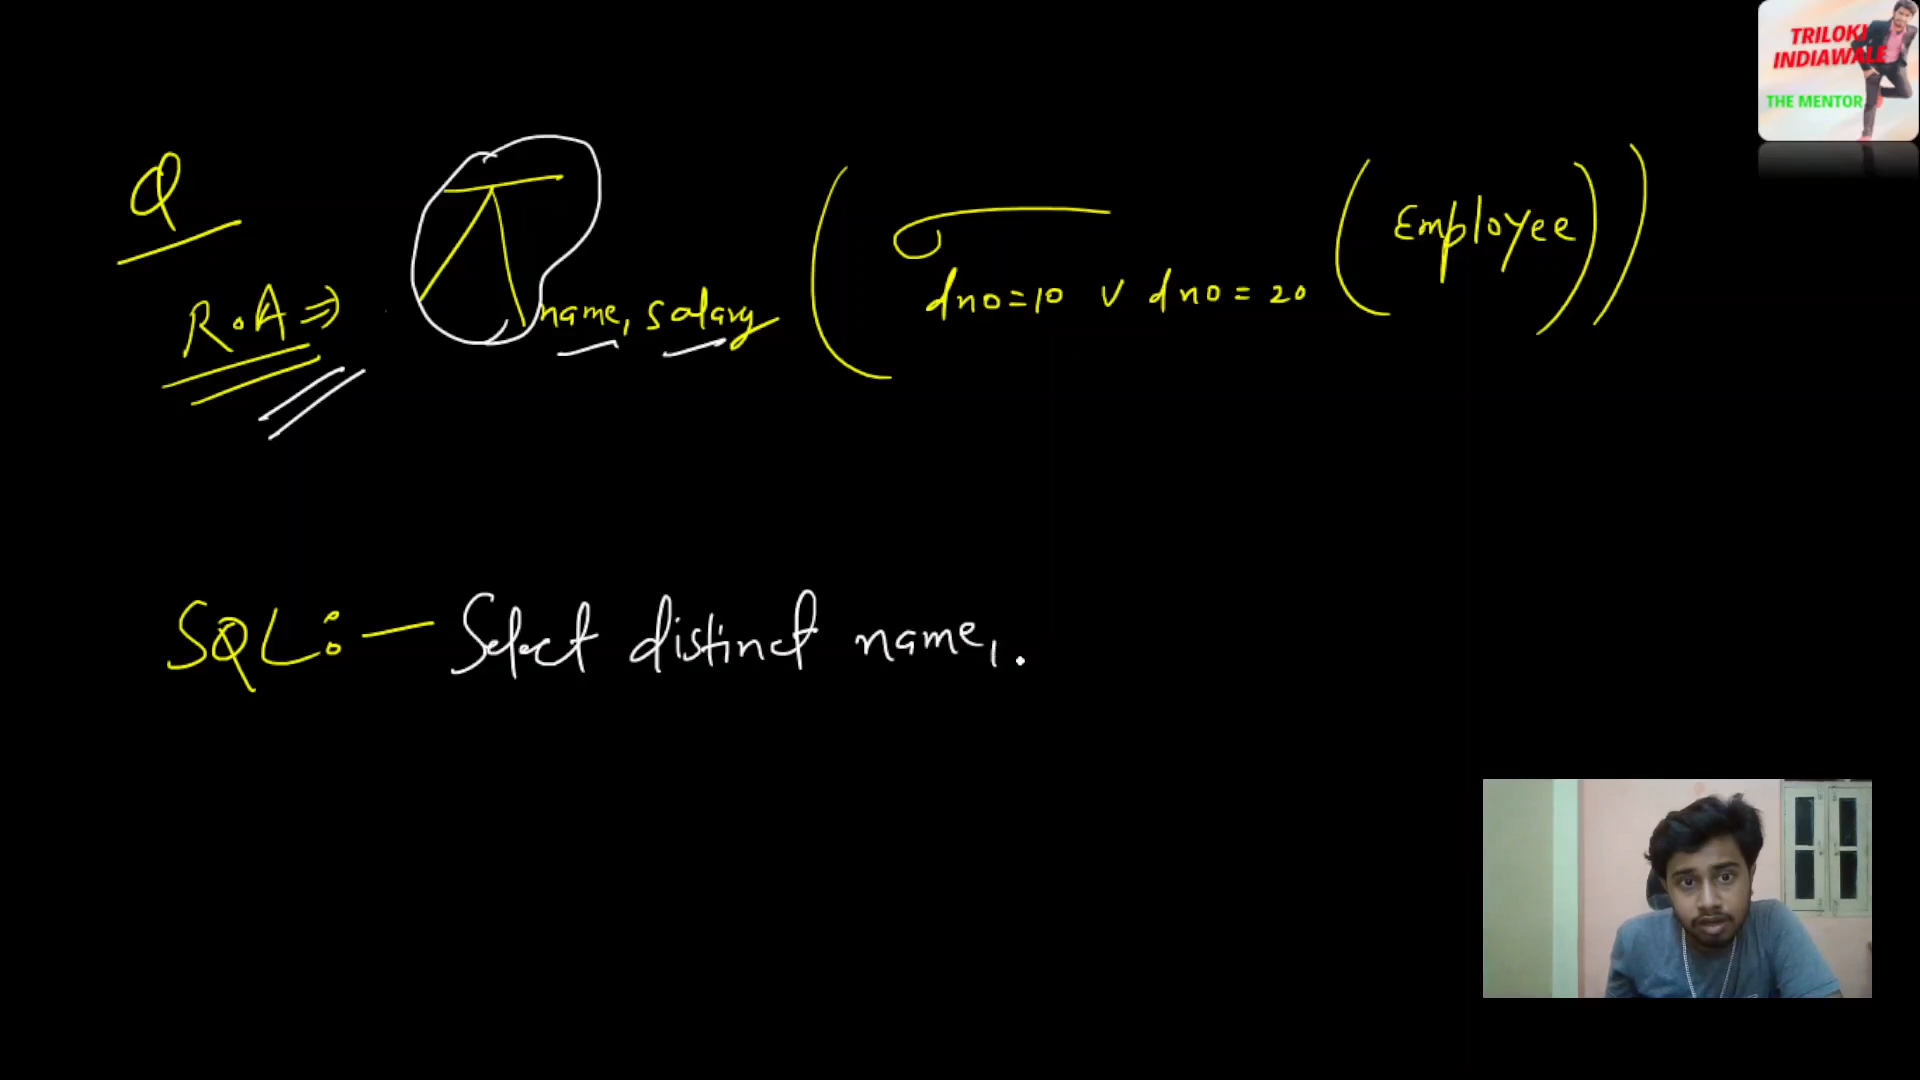 TRILOKI
INDIAWALE
THE MENTOR
Q
R.A ⇒ π name, salary ( σ dno=10 ∨ dno=20 ( Employee ) )
SQL:— Select distinct name,